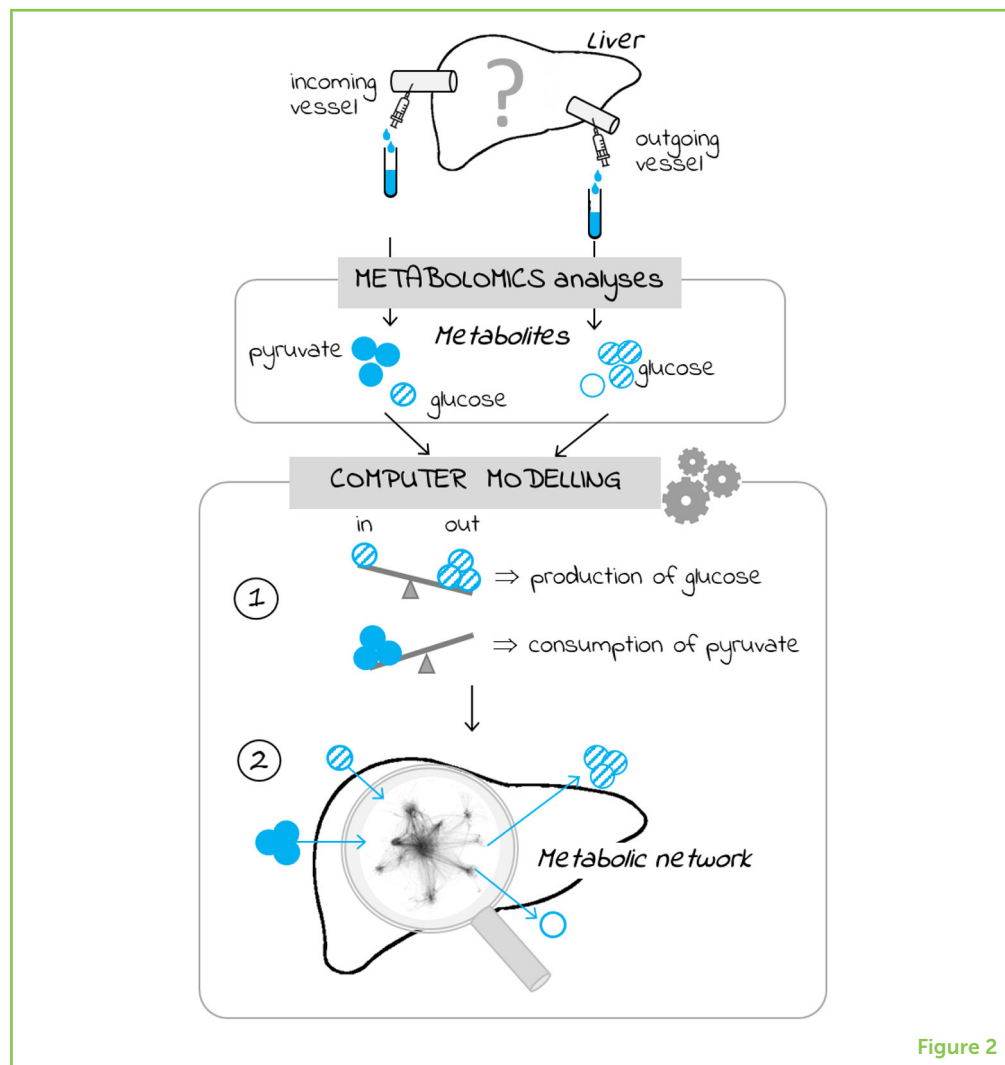 Liver
?
incoming
vessel
outgoing
vessel
METABOLOMICS analyses
Metabolites
pyruvate
glucose
glucose
COMPUTER MODELLING
in
out
1
⇒ production of glucose
⇒ consumption of pyruvate
2
Metabolic network
Figure 2